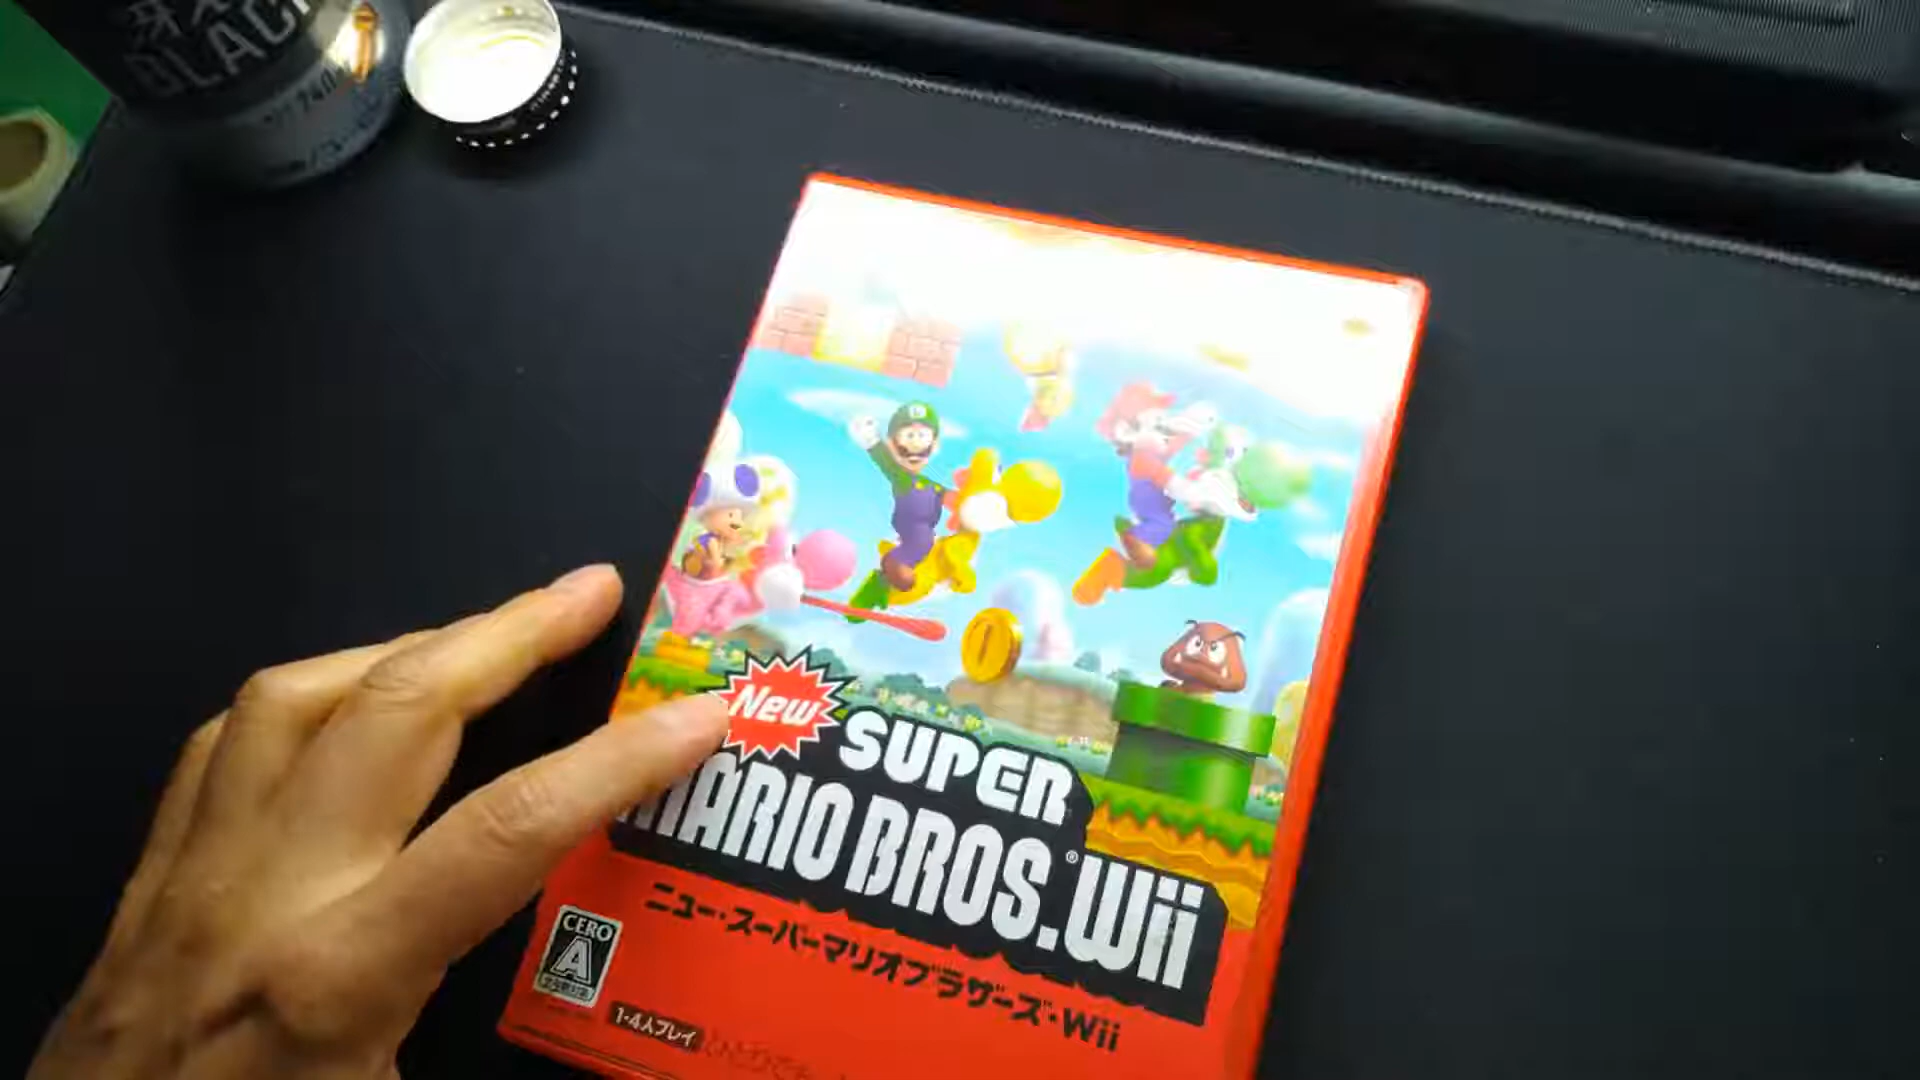 BLACK
New
SUPER
MARIO BROS.® Wii
ニュー・スーパーマリオブラザーズ・Wii
CERO
A
1-4人プレイ